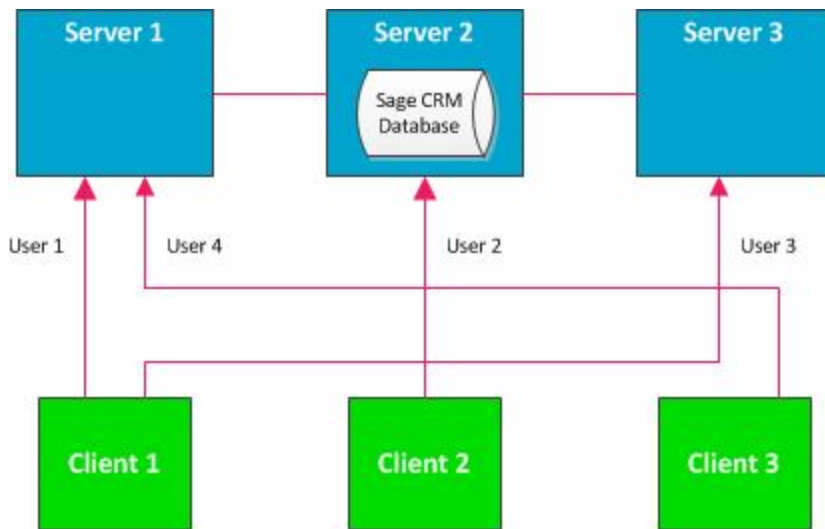 Server 1
Server 2
Server 3
Sage CRM
Database
User 1
User 4
User 2
User 3
Client 1
Client 2
Client 3